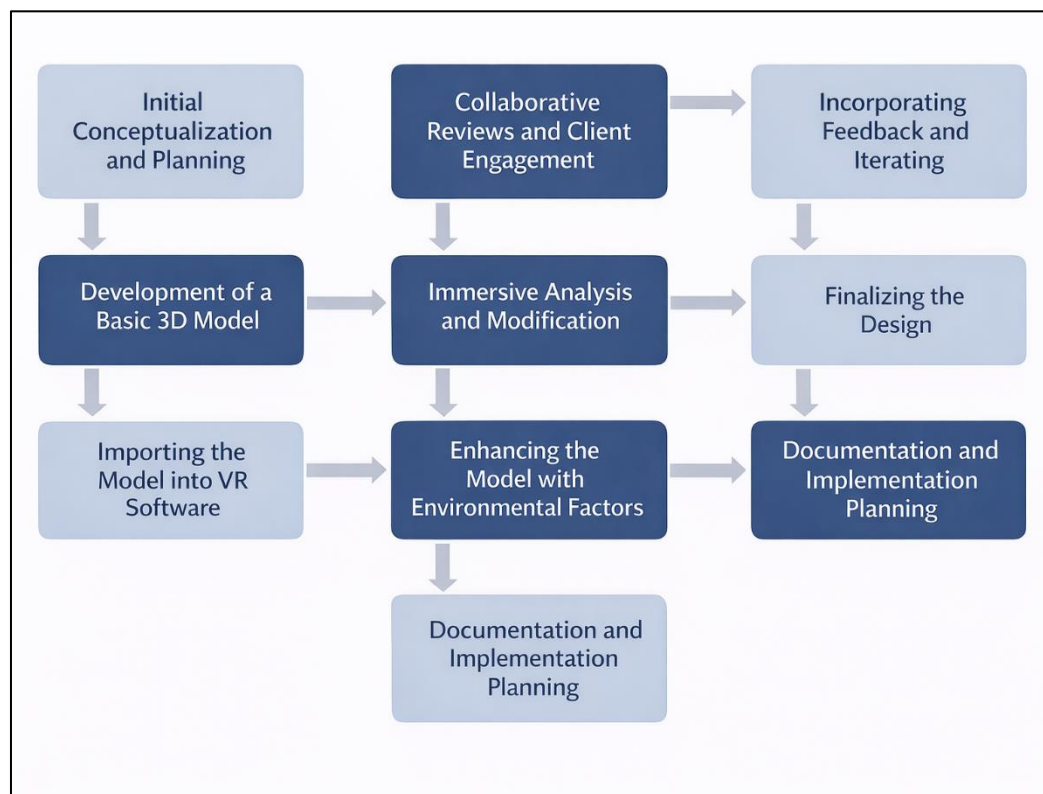 Initial
Conceptualization
and Planning
Collaborative
Reviews and Client
Engagement
Incorporating
Feedback and
Iterating
Development of a
Basic 3D Model
Immersive Analysis
and Modification
Finalizing the
Design
Importing the
Model into VR
Software
Enhancing the
Model with
Environmental Factors
Documentation and
Implementation
Planning
Documentation and
Implementation
Planning